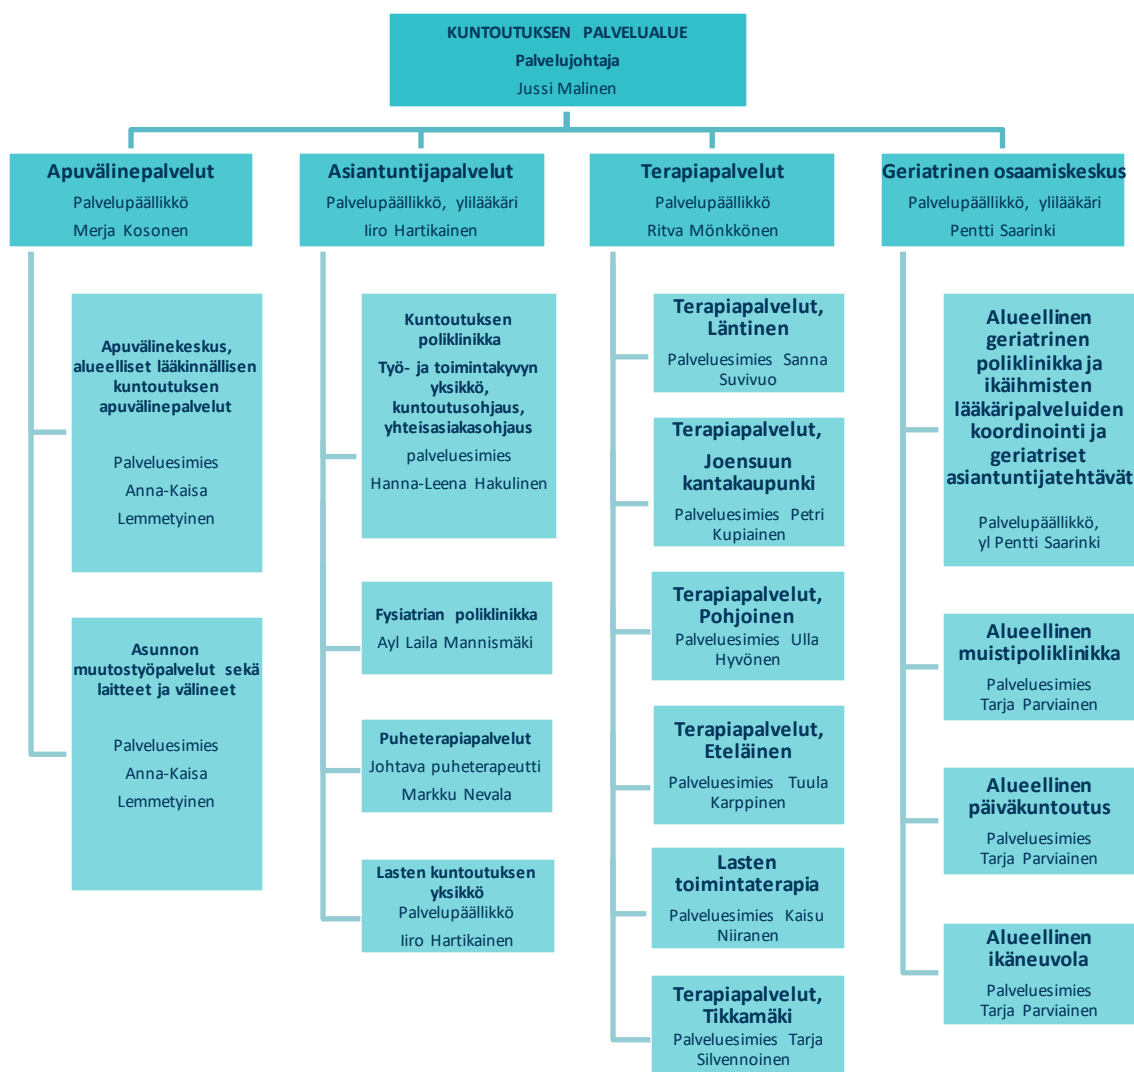 KUNTOUTUKSEN PALVELUALUE
Palvelujohtaja
Jussi Malinen
Apuvälinepalvelut
Palvelupäällikkö
Merja Kosonen
Apuvälinekeskus,
alueelliset lääkinnällisen
kuntoutuksen
apuvälinepalvelut
Palveluesimies
Anna-Kaisa
Lemmetyinen
Asunnon
muutostyöpalvelut sekä
laitteet ja välineet
Palveluesimies
Anna-Kaisa
Lemmetyinen
Asiantuntijapalvelut
Palvelupäällikkö, ylilääkäri
Iiro Hartikainen
Kuntoutuksen
poliklinikka
Työ- ja toimintakyvyn
yksikkö,
kuntoutusohjaus,
yhteisasiakasohjaus
palveluesimies
Hanna-Leena Hakulinen
Fysiatrian poliklinikka
Ayl Laila Mannismäki
Puheterapiapalvelut
Johtava puheterapeutti
Markku Nevala
Lasten kuntoutuksen
yksikkö
Palvelupäällikkö
Iiro Hartikainen
Terapiapalvelut
Palvelupäällikkö
Ritva Mönkkönen
Terapiapalvelut,
Läntinen
Palveluesimies Sanna
Suvivuo
Terapiapalvelut,
Joensuun
kantakaupunki
Palveluesimies Petri
Kupiainen
Terapiapalvelut,
Pohjoinen
Palveluesimies Ulla
Hyvönen
Terapiapalvelut,
Eteläinen
Palveluesimies Tuula
Karppinen
Lasten
toimintaterapia
Palveluesimies Kaisu
Niiranen
Terapiapalvelut,
Tikkamäki
Palveluesimies Tarja
Silvennoinen
Geriatrinen osaamiskeskus
Palvelupäällikkö, ylilääkäri
Pentti Saarinki
Alueellinen
geriatrinen
poliklinikka ja
ikäihmisten
lääkäripalveluiden
koordinointi ja
geriatriset
asiantuntijatehtävät
Palvelupäällikkö,
yl Pentti Saarinki
Alueellinen
muistipoliklinikka
Palveluesimies
Tarja Parviainen
Alueellinen
päiväkuntoutus
Palveluesimies
Tarja Parviainen
Alueellinen
ikäneuvola
Palveluesimies
Tarja Parviainen